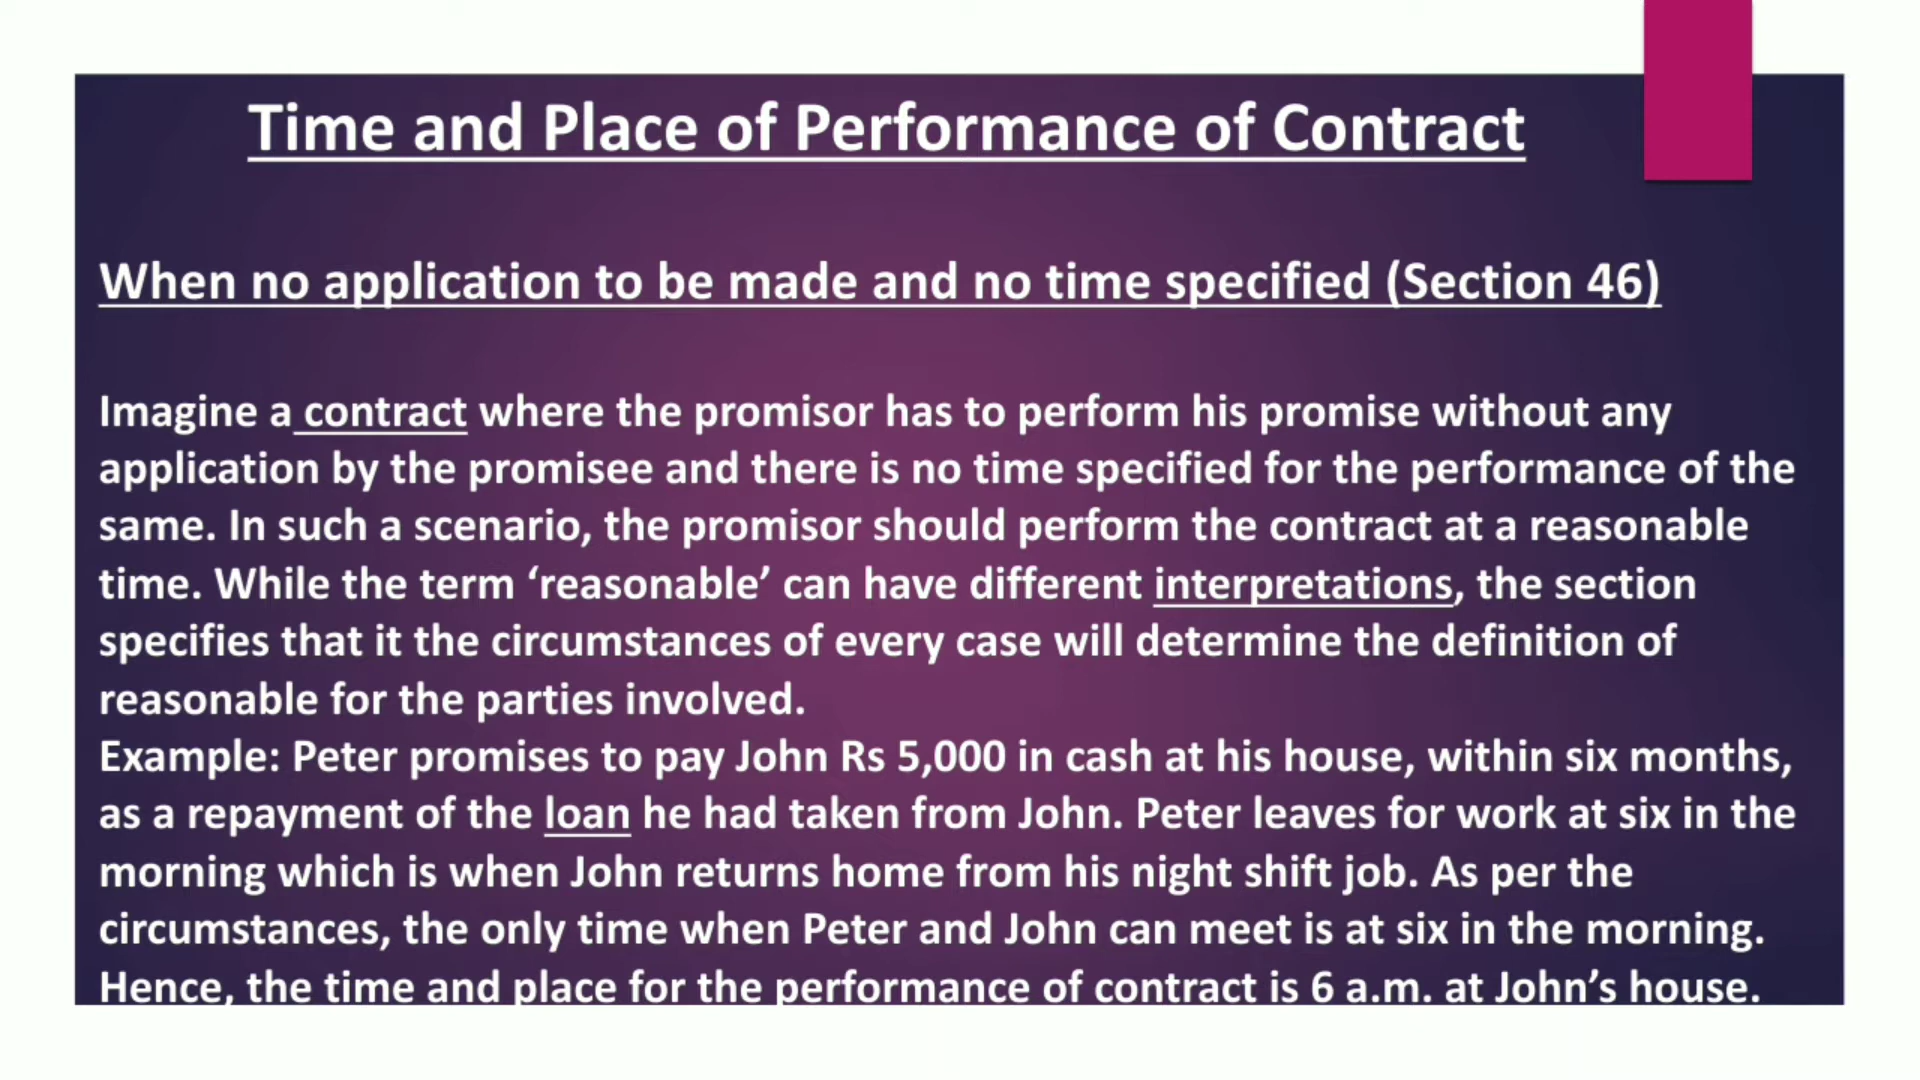 Time and Place of Performance of Contract
When no application to be made and no time specified (Section 46)
Imagine a contract where the promisor has to perform his promise without any
application by the promisee and there is no time specified for the performance of the
same. In such a scenario, the promisor should perform the contract at a reasonable
time. While the term ‘reasonable’ can have different interpretations, the section
specifies that it the circumstances of every case will determine the definition of
reasonable for the parties involved.
Example: Peter promises to pay John Rs 5,000 in cash at his house, within six months,
as a repayment of the loan he had taken from John. Peter leaves for work at six in the
morning which is when John returns home from his night shift job. As per the
circumstances, the only time when Peter and John can meet is at six in the morning.
Hence, the time and place for the performance of contract is 6 a.m. at John’s house.